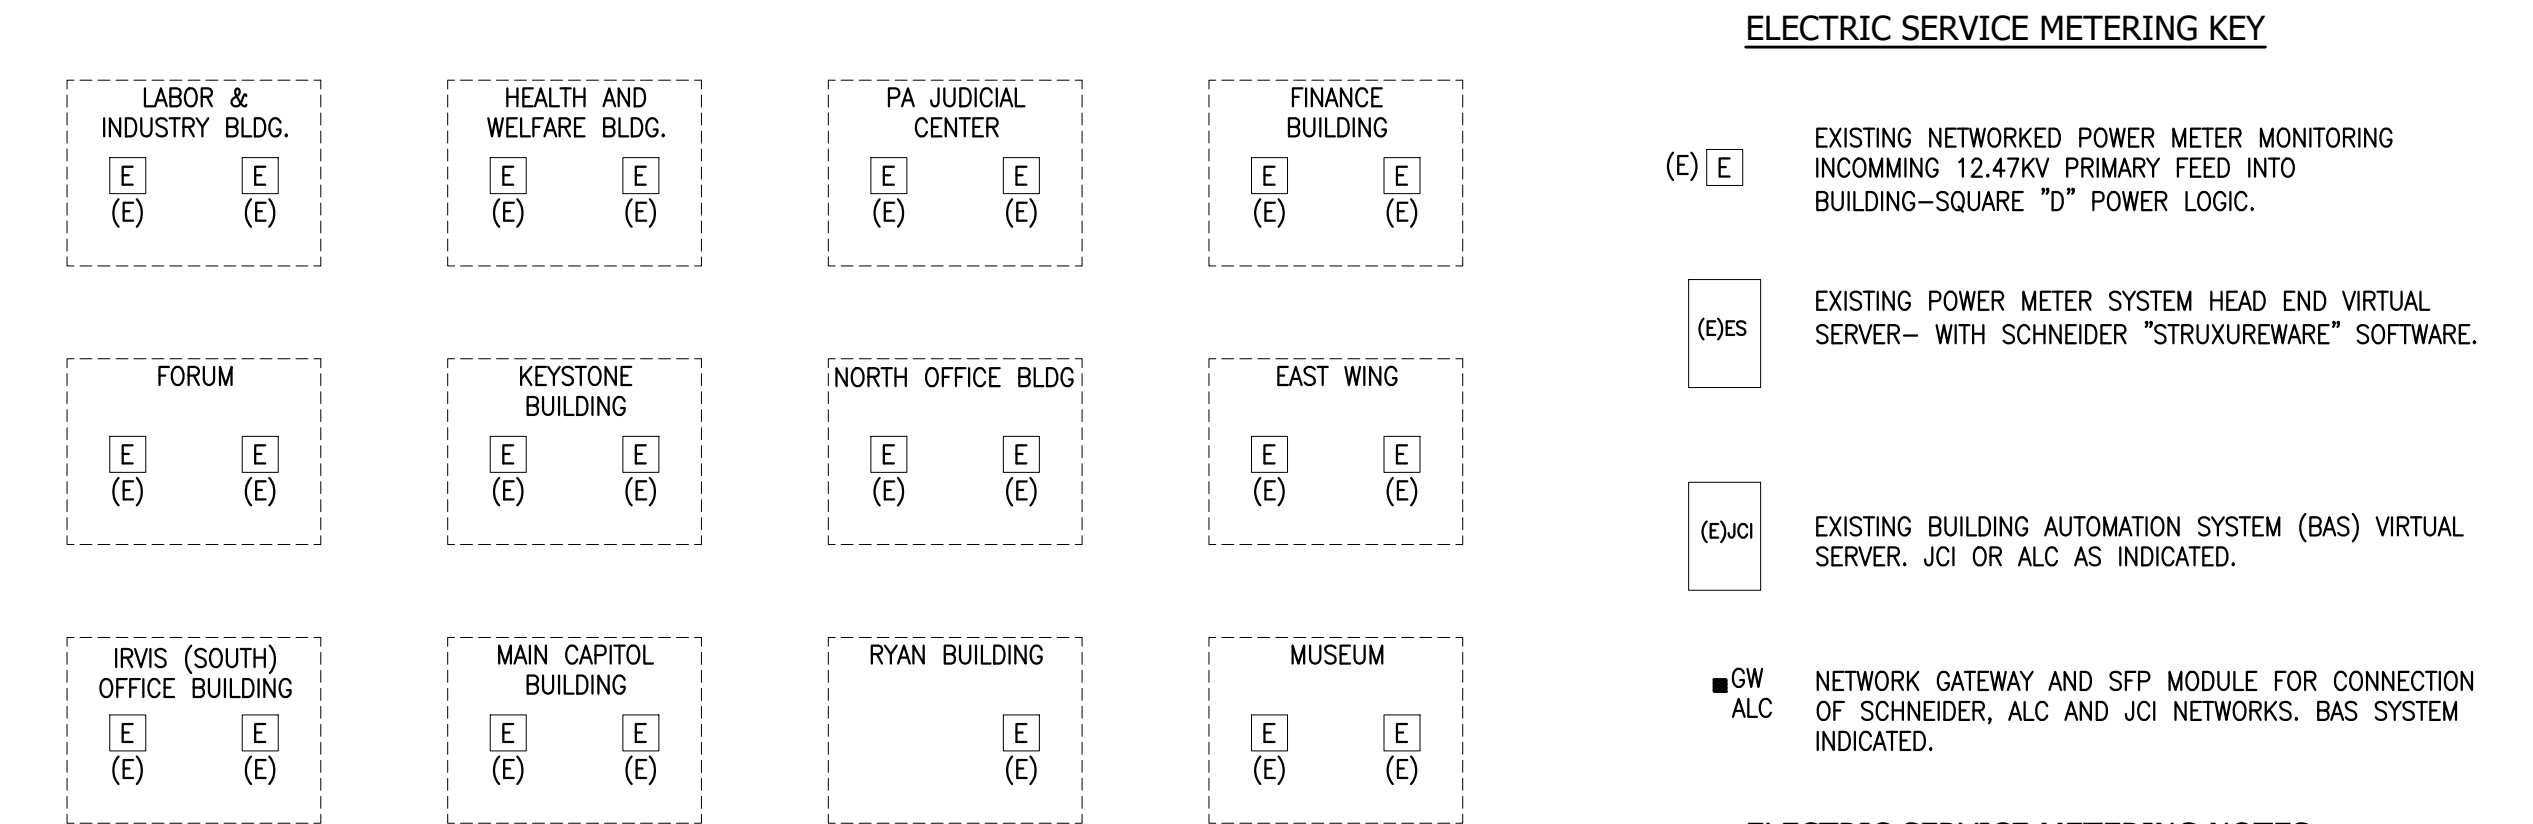 ELECTRIC SERVICE METERING KEY
LABOR &
INDUSTRY BLDG.
E E
(E) (E)
HEALTH AND
WELFARE BLDG.
E E
(E) (E)
PA JUDICIAL
CENTER
E E
(E) (E)
FINANCE
BUILDING
E E
(E) (E)
FORUM
E E
(E) (E)
KEYSTONE
BUILDING
E E
(E) (E)
NORTH OFFICE BLDG
E E
(E) (E)
EAST WING
E E
(E) (E)
IRVIS (SOUTH)
OFFICE BUILDING
E E
(E) (E)
MAIN CAPITOL
BUILDING
E E
(E) (E)
RYAN BUILDING
E
(E)
MUSEUM
E E
(E) (E)
(E) E
EXISTING NETWORKED POWER METER MONITORING
INCOMMING 12.47KV PRIMARY FEED INTO
BUILDING-SQUARE "D" POWER LOGIC.
(E)ES
EXISTING POWER METER SYSTEM HEAD END VIRTUAL
SERVER- WITH SCHNEIDER "STRUXUREWARE" SOFTWARE.
(E)JCI
EXISTING BUILDING AUTOMATION SYSTEM (BAS) VIRTUAL
SERVER. JCI OR ALC AS INDICATED.
GW
ALC
NETWORK GATEWAY AND SFP MODULE FOR CONNECTION
OF SCHNEIDER, ALC AND JCI NETWORKS. BAS SYSTEM
INDICATED.
ELECTRIC SERVICE METERING NOTES